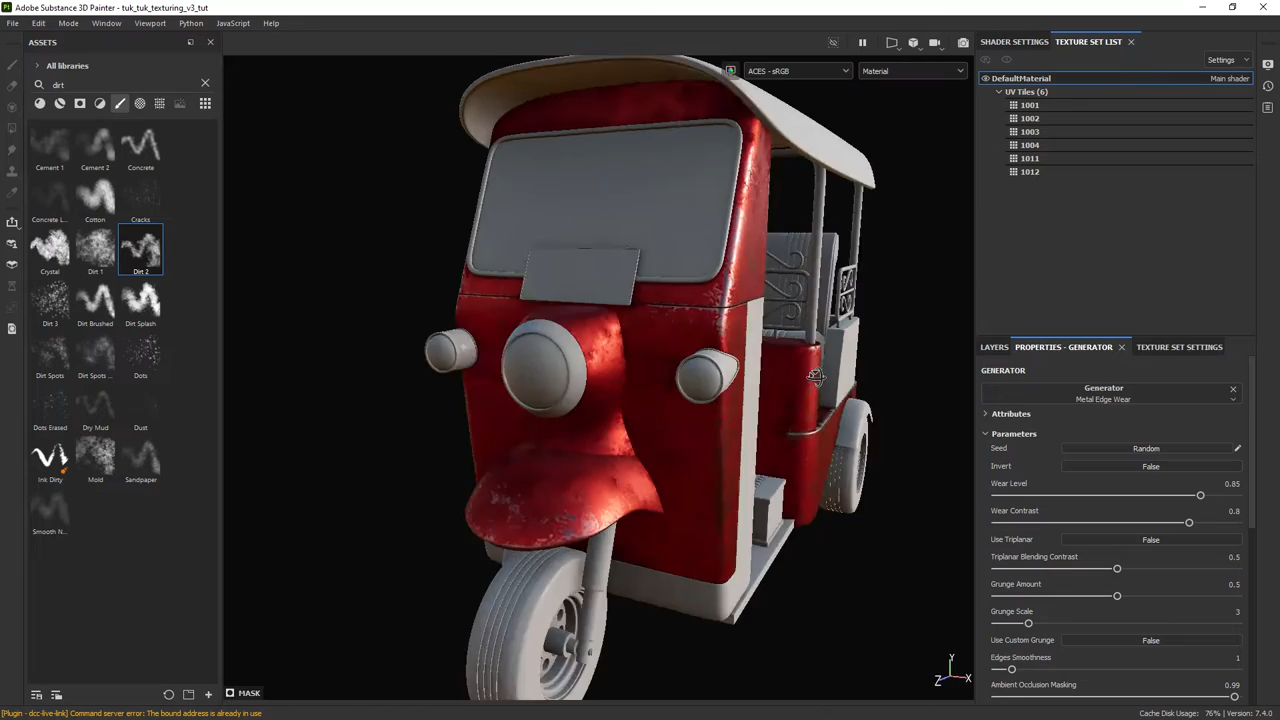 Adobe Substance 3D Painter - tuk_tuk_texturing_v3_tut
File Edit Mode Window Viewport Python JavaScript Help
ASSETS
SHADER SETTINGS TEXTURE SET LIST
All libraries
Settings
dirt
ACES - sRGB
Material
DefaultMaterial Main shader
UV Tiles (6)
1001
1002
1003
1004
1011
1012
Cement 1 Cement 2 Concrete
Concrete L... Cotton Cracks
Crystal Dirt 1 Dirt 2
Dirt 3 Dirt Brushed Dirt Splash
Dirt Spots Dirt Spots ... Dots
Dots Erased Dry Mud Dust
Ink Dirty Mold Sandpaper
Smooth N...
LAYERS PROPERTIES - GENERATOR TEXTURE SET SETTINGS
GENERATOR
Generator
Metal Edge Wear
Attributes
Parameters
Seed Random
Invert False
Wear Level 0.85
Wear Contrast 0.8
Use Triplanar False
Triplanar Blending Contrast 0.5
Grunge Amount 0.5
Grunge Scale 3
Use Custom Grunge False
Edges Smoothness 1
Ambient Occlusion Masking 0.99
Y
Z X
MASK
[Plugin - dcc-live-link] Command server error: The bound address is already in use
Cache Disk Usage: 76% | Version: 7.4.0